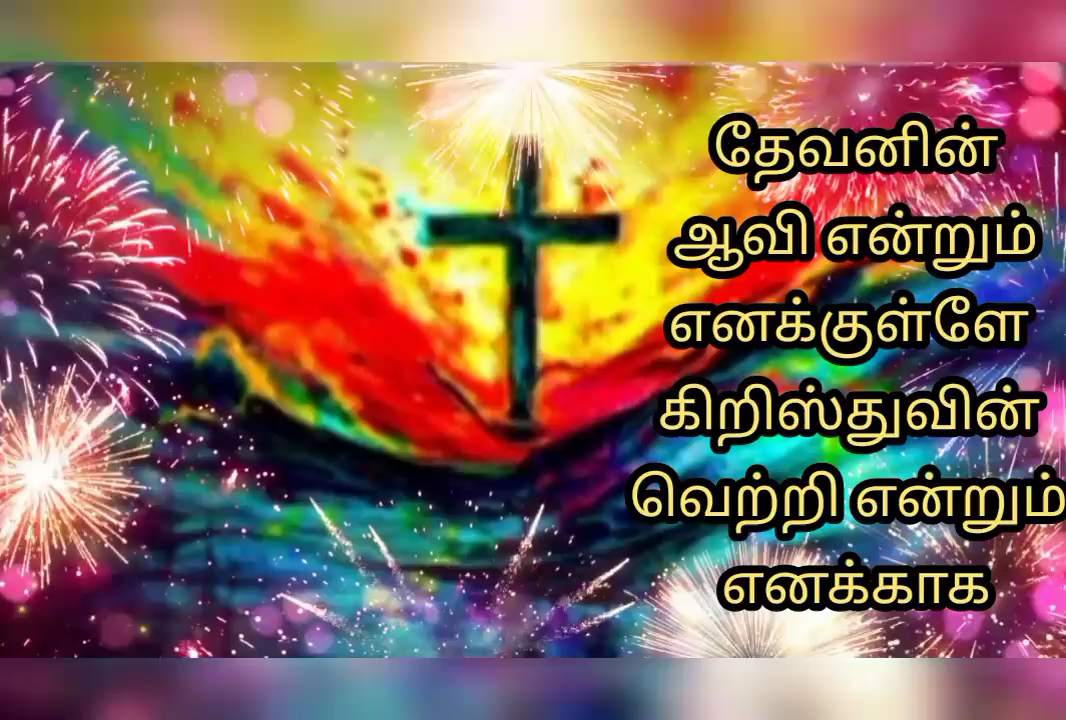 தேவனின்
ஆவி என்றும்
எனக்குள்ளே
கிறிஸ்துவின்
வெற்றி என்றும்
எனக்காக